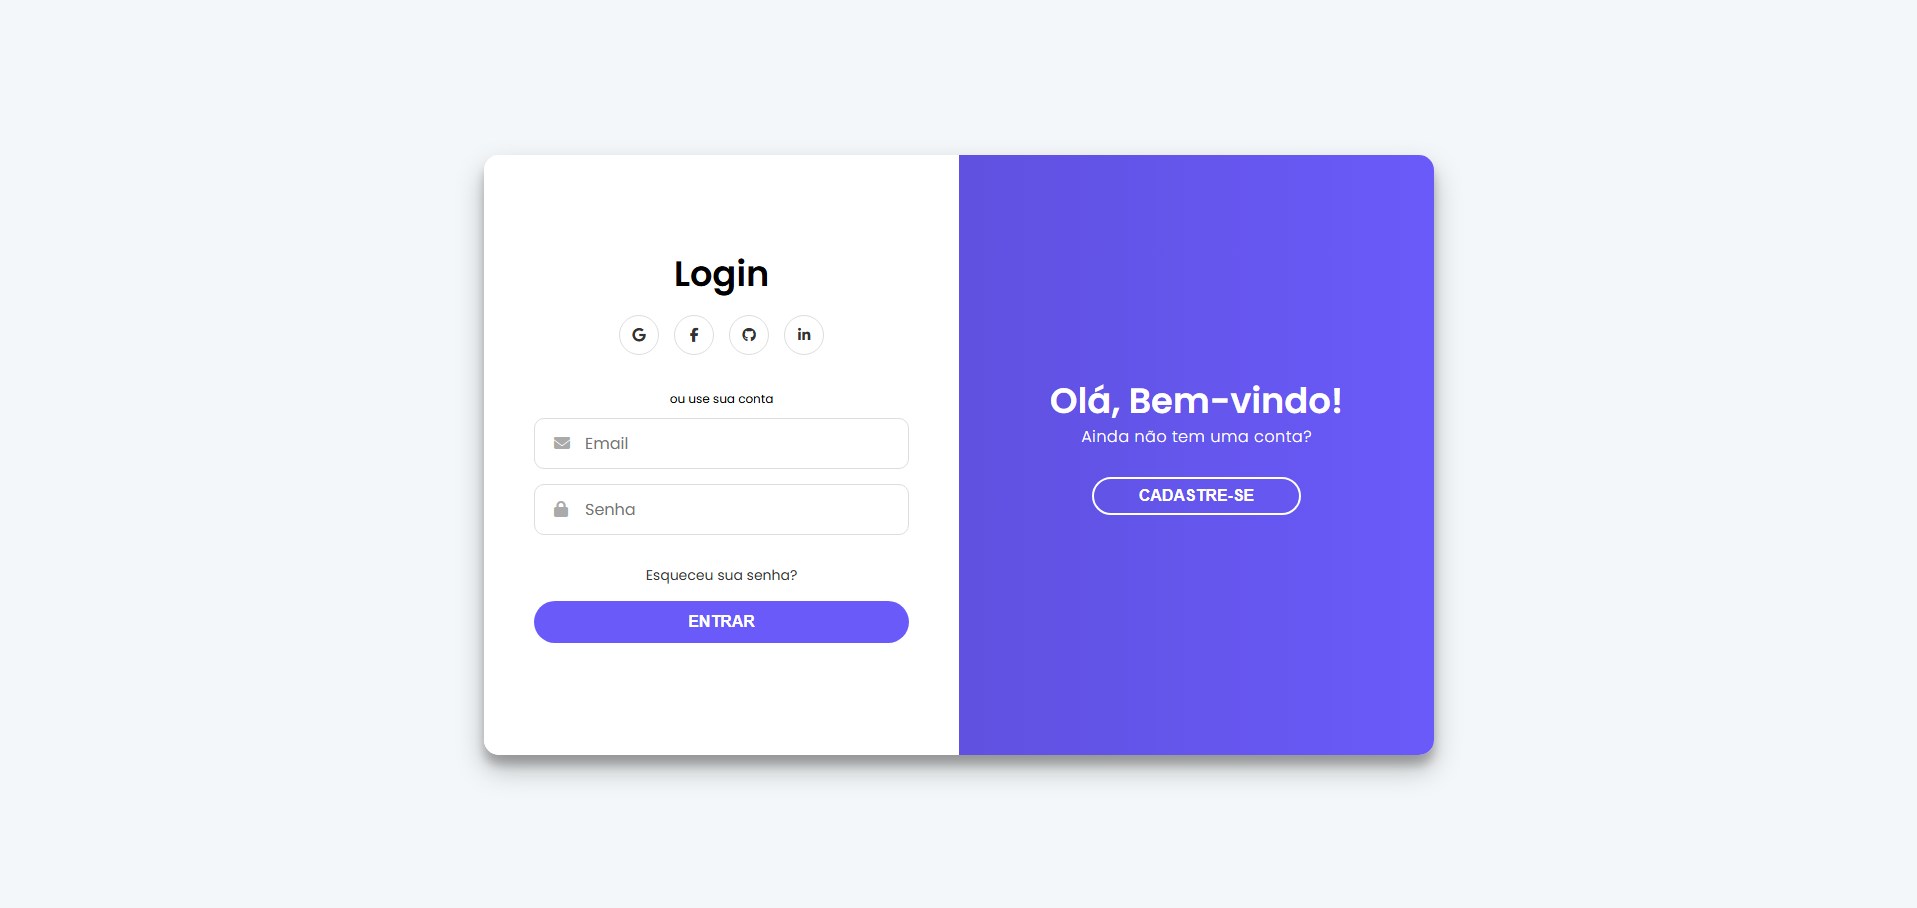 Login
ou use sua conta
Email
Senha
Esqueceu sua senha?
ENTRAR
Olá, Bem-vindo!
Ainda não tem uma conta?
CADASTRE-SE